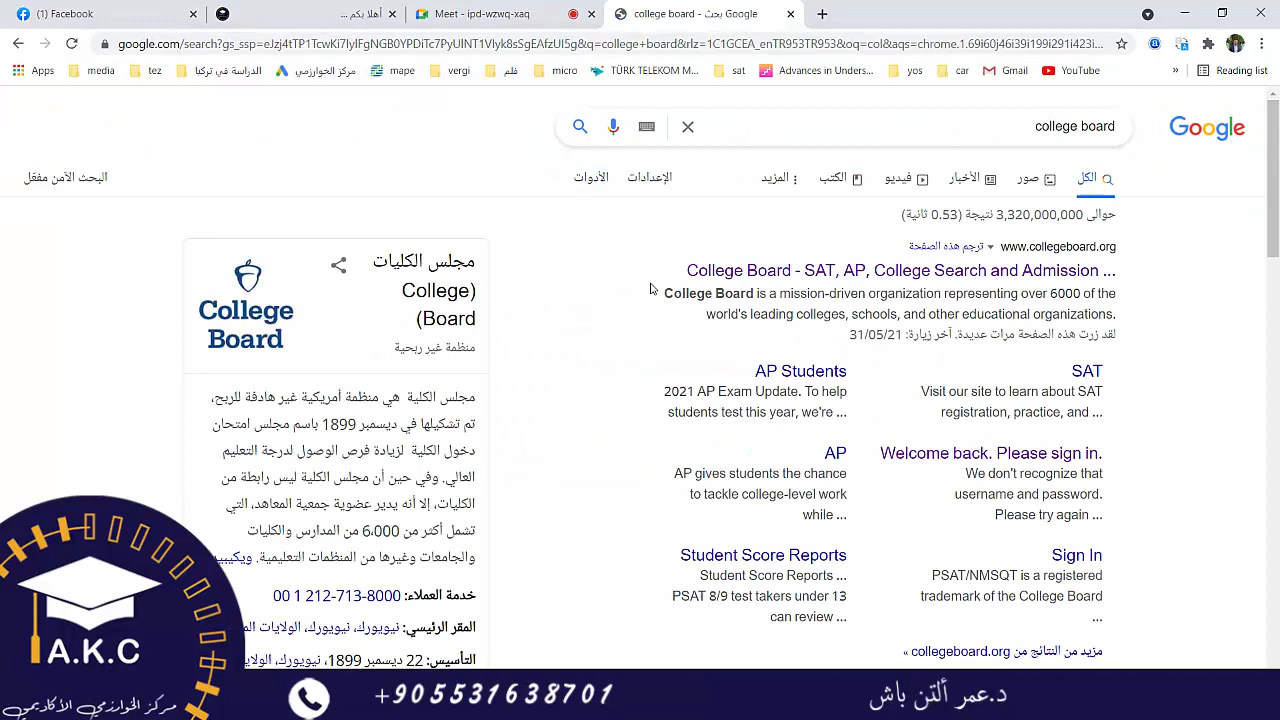 (1) Facebook
أهلا بكم ...
Meet - ipd-wzwq-xaq
college board - بحث Google
google.com/search?gs_ssp=eJzj4tTP1TcwKi7IyIFgNGB0YPDiTc7PyUlNT1VIyk8sSgEAfzUI5g&q=college+board&rlz=1C1GCEA_enTR953TR953&oq=col&aqs=chrome.1.69i60j46i39i199i291i423i...
Apps
media
tez
الدراسة في تركيا
مركز الخوارزمي
mape
vergi
فلم
micro
TÜRK TELEKOM M...
sat
Advances in Unders...
yos
car
Gmail
YouTube
»
Reading list
Google
college board
الكل
صور
الأخبار
فيديو
الكتب
المزيد
الإعدادات
الأدوات
البحث الآمن مفعّل
حوالى 3,320,000,000 نتيجة (0.53 ثانية)
www.collegeboard.org ▼ ترجم هذه الصفحة
College Board - SAT, AP, College Search and Admission ...
College Board is a mission-driven organization representing over 6000 of the
world's leading colleges, schools, and other educational organizations.
لقد زرت هذه الصفحة مرات عديدة. آخر زيارة: 31/05/21
SAT
Visit our site to learn about SAT
registration, practice, and ...
AP Students
2021 AP Exam Update. To help
students test this year, we're ...
Welcome back. Please sign in.
We don't recognize that
username and password.
Please try again ...
AP
AP gives students the chance
to tackle college-level work
while ...
Sign In
PSAT/NMSQT is a registered
trademark of the College Board
...
Student Score Reports
Student Score Reports ...
PSAT 8/9 test takers under 13
can review ...
مزيد من النتائج من collegeboard.org »
College
Board
مجلس الكليات
(College
Board)
منظمة غير ربحية
مجلس الكلية هي منظمة أمريكية غير هادفة للربح،
تم تشكيلها في ديسمبر 1899 باسم مجلس امتحان
دخول الكلية لزيادة فرص الوصول لدرجة التعليم
العالي. وفي حين أن مجلس الكلية ليس رابطة من
الكليات، إلا أنه يدير عضوية جمعية المعاهد، التي
تشمل أكثر من 6،000 من المدارس والكليات
والجامعات وغيرها من المنظمات التعليمية. ويكيبيد
خدمة العملاء: 8000-713-212 1 00
المقر الرئيسي: نيويورك، نيويورك، الولايات
التأسيس: 22 ديسمبر 1899، نيويورك، الولاي
A.K.C
مركز الخوارزمي الأكاديمي
+905531638701
د.عمر ألتن باش